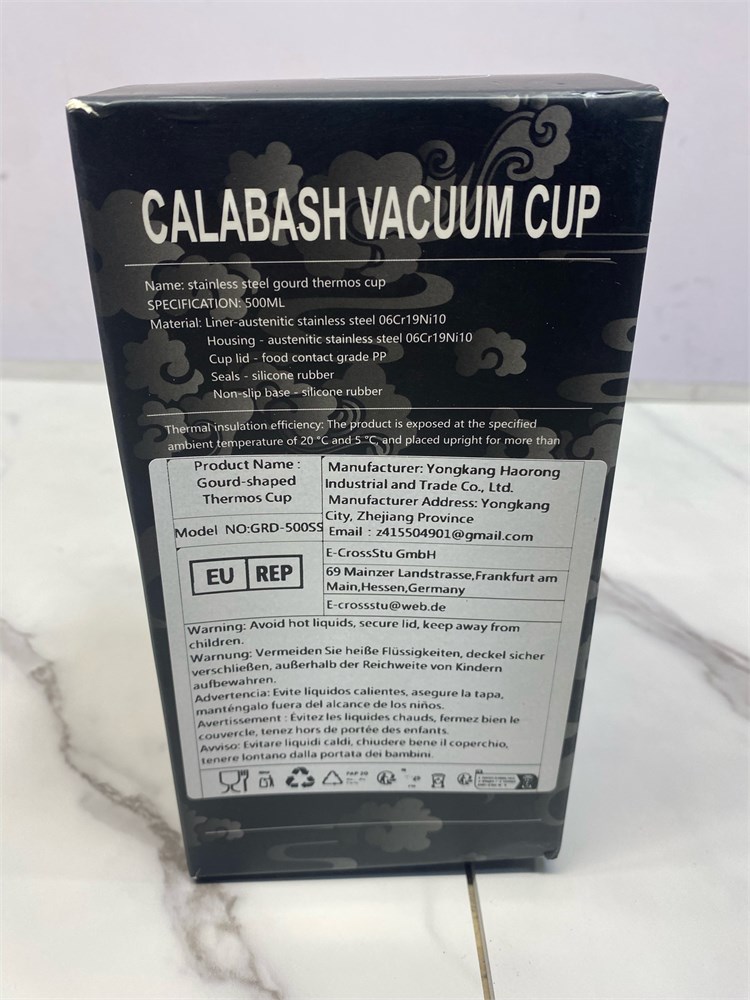 CALABASH VACUUM CUP
Name: stainless steel gourd thermos cup
SPECIFICATION: 500ML
Material: Liner-austenitic stainless steel 06Cr19Ni10
Housing - austenitic stainless steel 06Cr19Ni10
Cup lid - food contact grade PP
Seals - silicone rubber
Non-slip base - silicone rubber
Thermal insulation efficiency: The product is exposed at the specified
ambient temperature of 20 °C and 5 °C, and placed upright for more than
Product Name :
Gourd-shaped
Thermos Cup
Model NO:GRD-500SS
Manufacturer: Yongkang Haorong
Industrial and Trade Co., Ltd.
Manufacturer Address: Yongkang
City, Zhejiang Province
Email : z415504901@gmail.com
EU REP
E-CrossStu GmbH
69 Mainzer Landstrasse,Frankfurt am
Main,Hessen,Germany
E-crossstu@web.de
Warning: Avoid hot liquids, secure lid, keep away from
children.
Warnung: Vermeiden Sie heiße Flüssigkeiten, deckel sicher
verschließen, außerhalb der Reichweite von Kindern
aufbewahren.
Advertencia: Evite líquidos calientes, asegure la tapa,
manténgalo fuera del alcance de los niños.
Avertissement : Évitez les liquides chauds, fermez bien le
couvercle, tenez hors de portée des enfants.
Avviso: Evitare liquidi caldi, chiudere bene il coperchio,
tenere lontano dalla portata dei bambini.